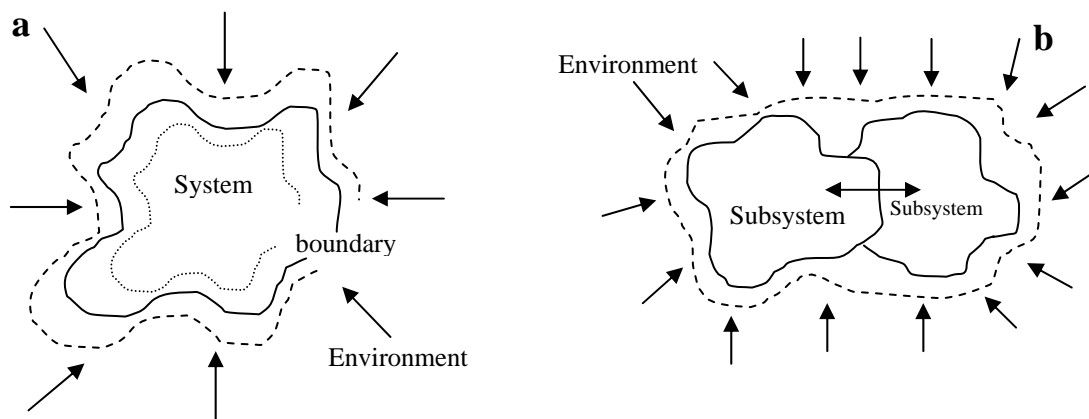 a
System
boundary
Environment
b
Environment
Subsystem
Subsystem